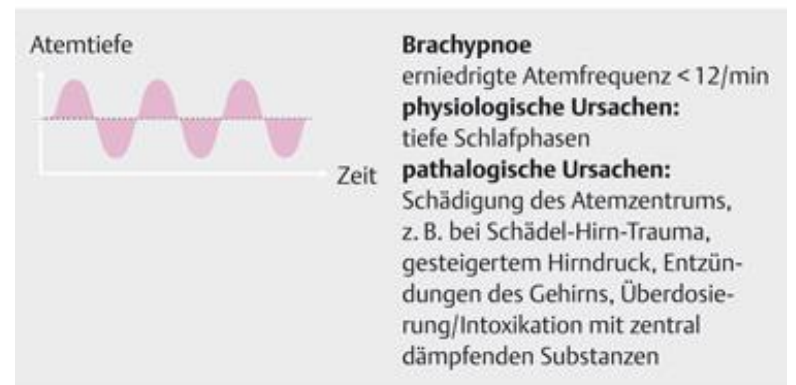 Atemtiefe
Zeit
Brachypnoe
erniedrigte Atemfrequenz < 12/min
physiologische Ursachen:
tiefe Schlafphasen
pathalogische Ursachen:
Schädigung des Atemzentrums,
z. B. bei Schädel-Hirn-Trauma,
gesteigertem Hirndruck, Entzün-
dungen des Gehirns, Überdosie-
rung/Intoxikation mit zentral
dämpfenden Substanzen